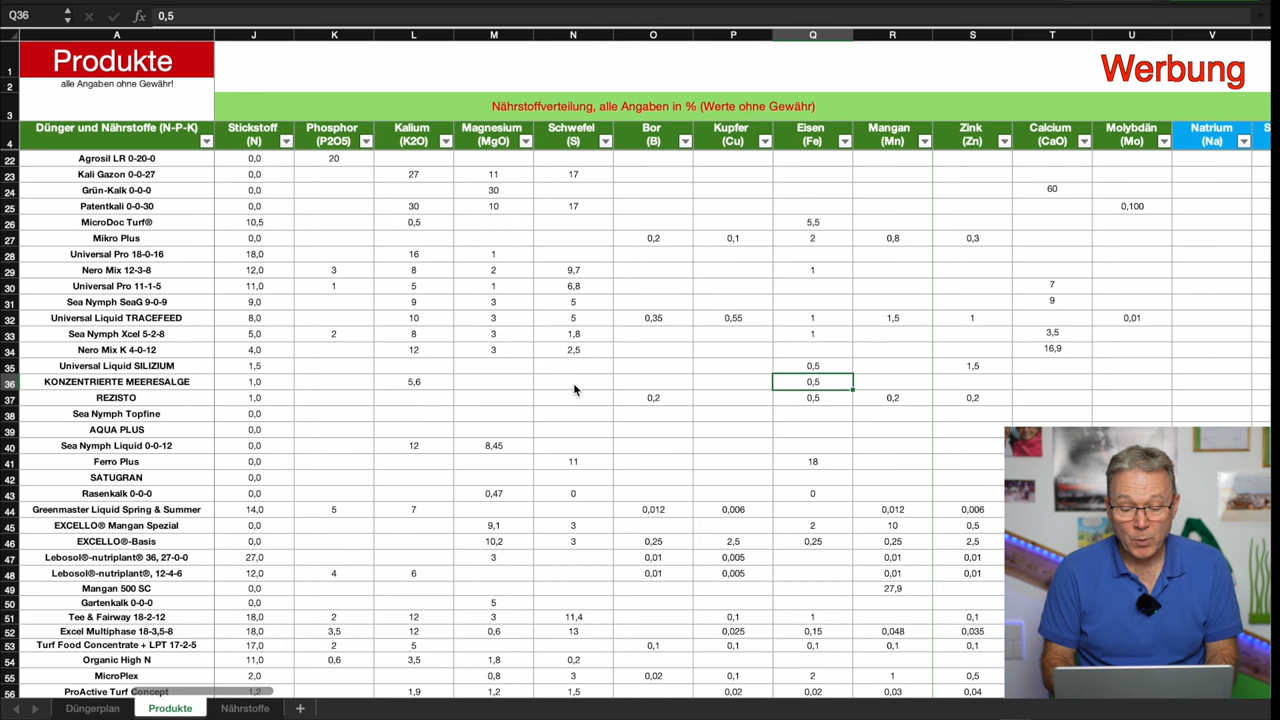 Q36 fx 0,5
A J K L M N O P Q R S T U V
1 Produkte Werbung
2 alle Angaben ohne Gewähr!
3 Nährstoffverteilung, alle Angaben in % (Werte ohne Gewähr)
Dünger und Nährstoffe (N-P-K) Stickstoff Phosphor Kalium Magnesium Schwefel Bor Kupfer Eisen Mangan Zink Calcium Molybdän Natrium
4 (N) (P2O5) (K2O) (MgO) (S) (B) (Cu) (Fe) (Mn) (Zn) (CaO) (Mo) (Na)
22 Agrosil LR 0-20-0 0,0 20
23 Kali Gazon 0-0-27 0,0 27 11 17
24 Grün-Kalk 0-0-0 0,0 30 60
25 Patentkali 0-0-30 0,0 30 10 17 0,100
26 MicroDoc Turf® 10,5 0,5 5,5
27 Mikro Plus 0,0 0,2 0,1 2 0,8 0,3
28 Universal Pro 18-0-16 18,0 16 1
29 Nero Mix 12-3-8 12,0 3 8 2 9,7 1
30 Universal Pro 11-1-5 11,0 1 5 1 6,8 7
31 Sea Nymph SeaG 9-0-9 9,0 9 3 5 9
32 Universal Liquid TRACEFEED 8,0 10 3 5 0,35 0,55 1 1,5 1 0,01
33 Sea Nymph Xcel 5-2-8 5,0 2 8 3 1,8 1 3,5
34 Nero Mix K 4-0-12 4,0 12 3 2,5 16,9
35 Universal Liquid SILIZIUM 1,5 0,5 1,5
36 KONZENTRIERTE MEERESALGE 1,0 5,6 0,5
37 REZISTO 1,0 0,2 0,5 0,2 0,2
38 Sea Nymph Topfine 0,0
39 AQUA PLUS 0,0
40 Sea Nymph Liquid 0-0-12 0,0 12 8,45
41 Ferro Plus 0,0 11 18
42 SATUGRAN 0,0
43 Rasenkalk 0-0-0 0,0 0,47 0 0
44 Greenmaster Liquid Spring & Summer 14,0 5 7 0,012 0,006 0,012 0,006
45 EXCELLO® Mangan Spezial 0,0 9,1 3 2 10 0,5
46 EXCELLO®-Basis 0,0 10,2 3 0,25 2,5 0,25 0,25 2,5
47 Lebosol®-nutriplant® 36, 27-0-0 27,0 3 0,01 0,005 0,01 0,01
48 Lebosol®-nutriplant®, 12-4-6 12,0 4 6 0,01 0,005 0,01 0,01
49 Mangan 500 SC 0,0 27,9
50 Gartenkalk 0-0-0 0,0 5
51 Tee & Fairway 18-2-12 18,0 2 12 3 11,4 0,1 1 0,1
52 Excel Multiphase 18-3,5-8 18,0 3,5 12 0,6 13 0,025 0,15 0,048 0,035
53 Turf Food Concentrate + LPT 17-2-5 17,0 2 5 0,1 0,1 0,1 0,1 0,1
54 Organic High N 11,0 0,6 3,5 1,8 0,2
55 MicroPlex 2,0 0,8 3 0,02 0,1 2 1 0,5
56 ProActive Turf Concept 1,2 1,9 1,2 1,5 0,02 0,02 0,03 0,04
Düngerplan Produkte Nährstoffe +